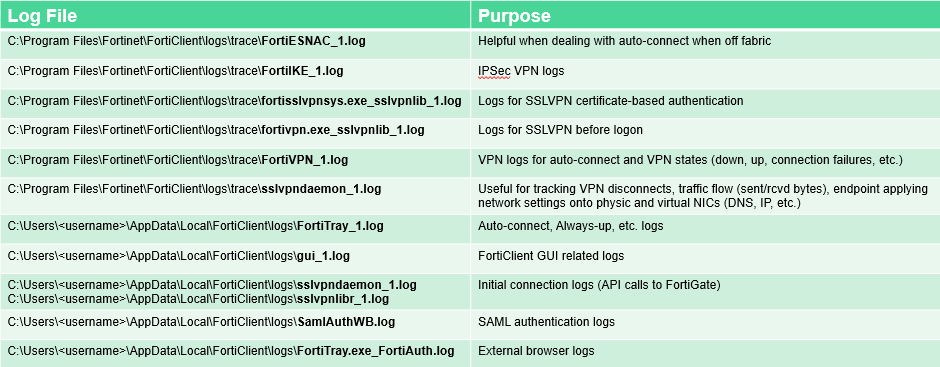 Log File Purpose
C:\Program Files\Fortinet\FortiClient\logs\trace\FortiESNAC_1.log Helpful when dealing with auto-connect when off fabric
C:\Program Files\Fortinet\FortiClient\logs\trace\FortiIKE_1.log IPSec VPN logs
C:\Program Files\Fortinet\FortiClient\logs\trace\fortisslvpnsys.exe_sslvpnlib_1.log Logs for SSLVPN certificate-based authentication
C:\Program Files\Fortinet\FortiClient\logs\trace\fortivpn.exe_sslvpnlib_1.log Logs for SSLVPN before logon
C:\Program Files\Fortinet\FortiClient\logs\trace\FortiVPN_1.log VPN logs for auto-connect and VPN states (down, up, connection failures, etc.)
C:\Program Files\Fortinet\FortiClient\logs\trace\sslvpndaemon_1.log Useful for tracking VPN disconnects, traffic flow (sent/rcvd bytes), endpoint applying
network settings onto physic and virtual NICs (DNS, IP, etc.)
C:\Users\<username>\AppData\Local\FortiClient\logs\FortiTray_1.log Auto-connect, Always-up, etc. logs
C:\Users\<username>\AppData\Local\FortiClient\logs\gui_1.log FortiClient GUI related logs
C:\Users\<username>\AppData\Local\FortiClient\logs\sslvpndaemon_1.log Initial connection logs (API calls to FortiGate)
C:\Users\<username>\AppData\Local\FortiClient\logs\sslvpnlibr_1.log
C:\Users\<username>\AppData\Local\FortiClient\logs\SamlAuthWB.log SAML authentication logs
C:\Users\<username>\AppData\Local\FortiClient\logs\FortiTray.exe_FortiAuth.log External browser logs